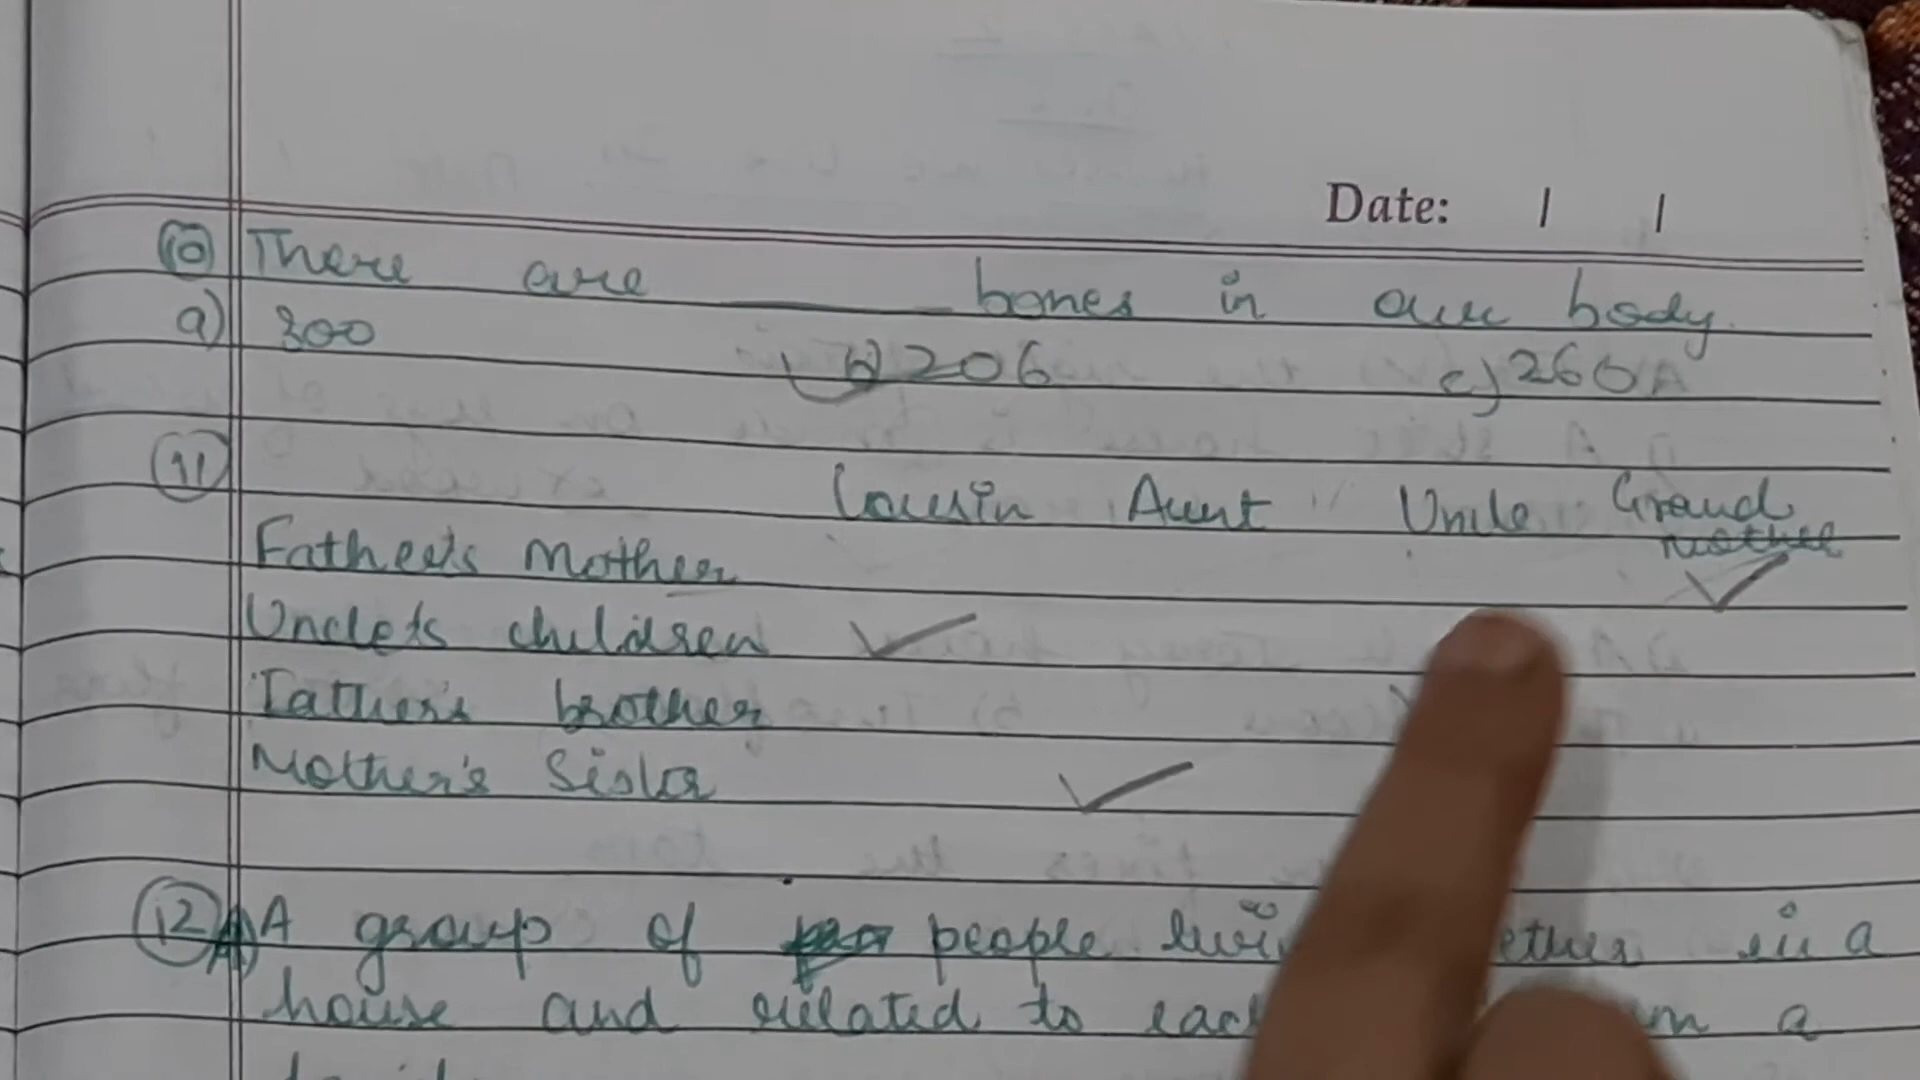 Date: / /
10 There are ______ bones in our body.
a) 300 b) 206 c) 260
11
Cousin Aunt Uncle Grand
mother
Father's Mother
Uncle's children
Father's brother
Mother's Sister
12 A group of people in a
house and related to a